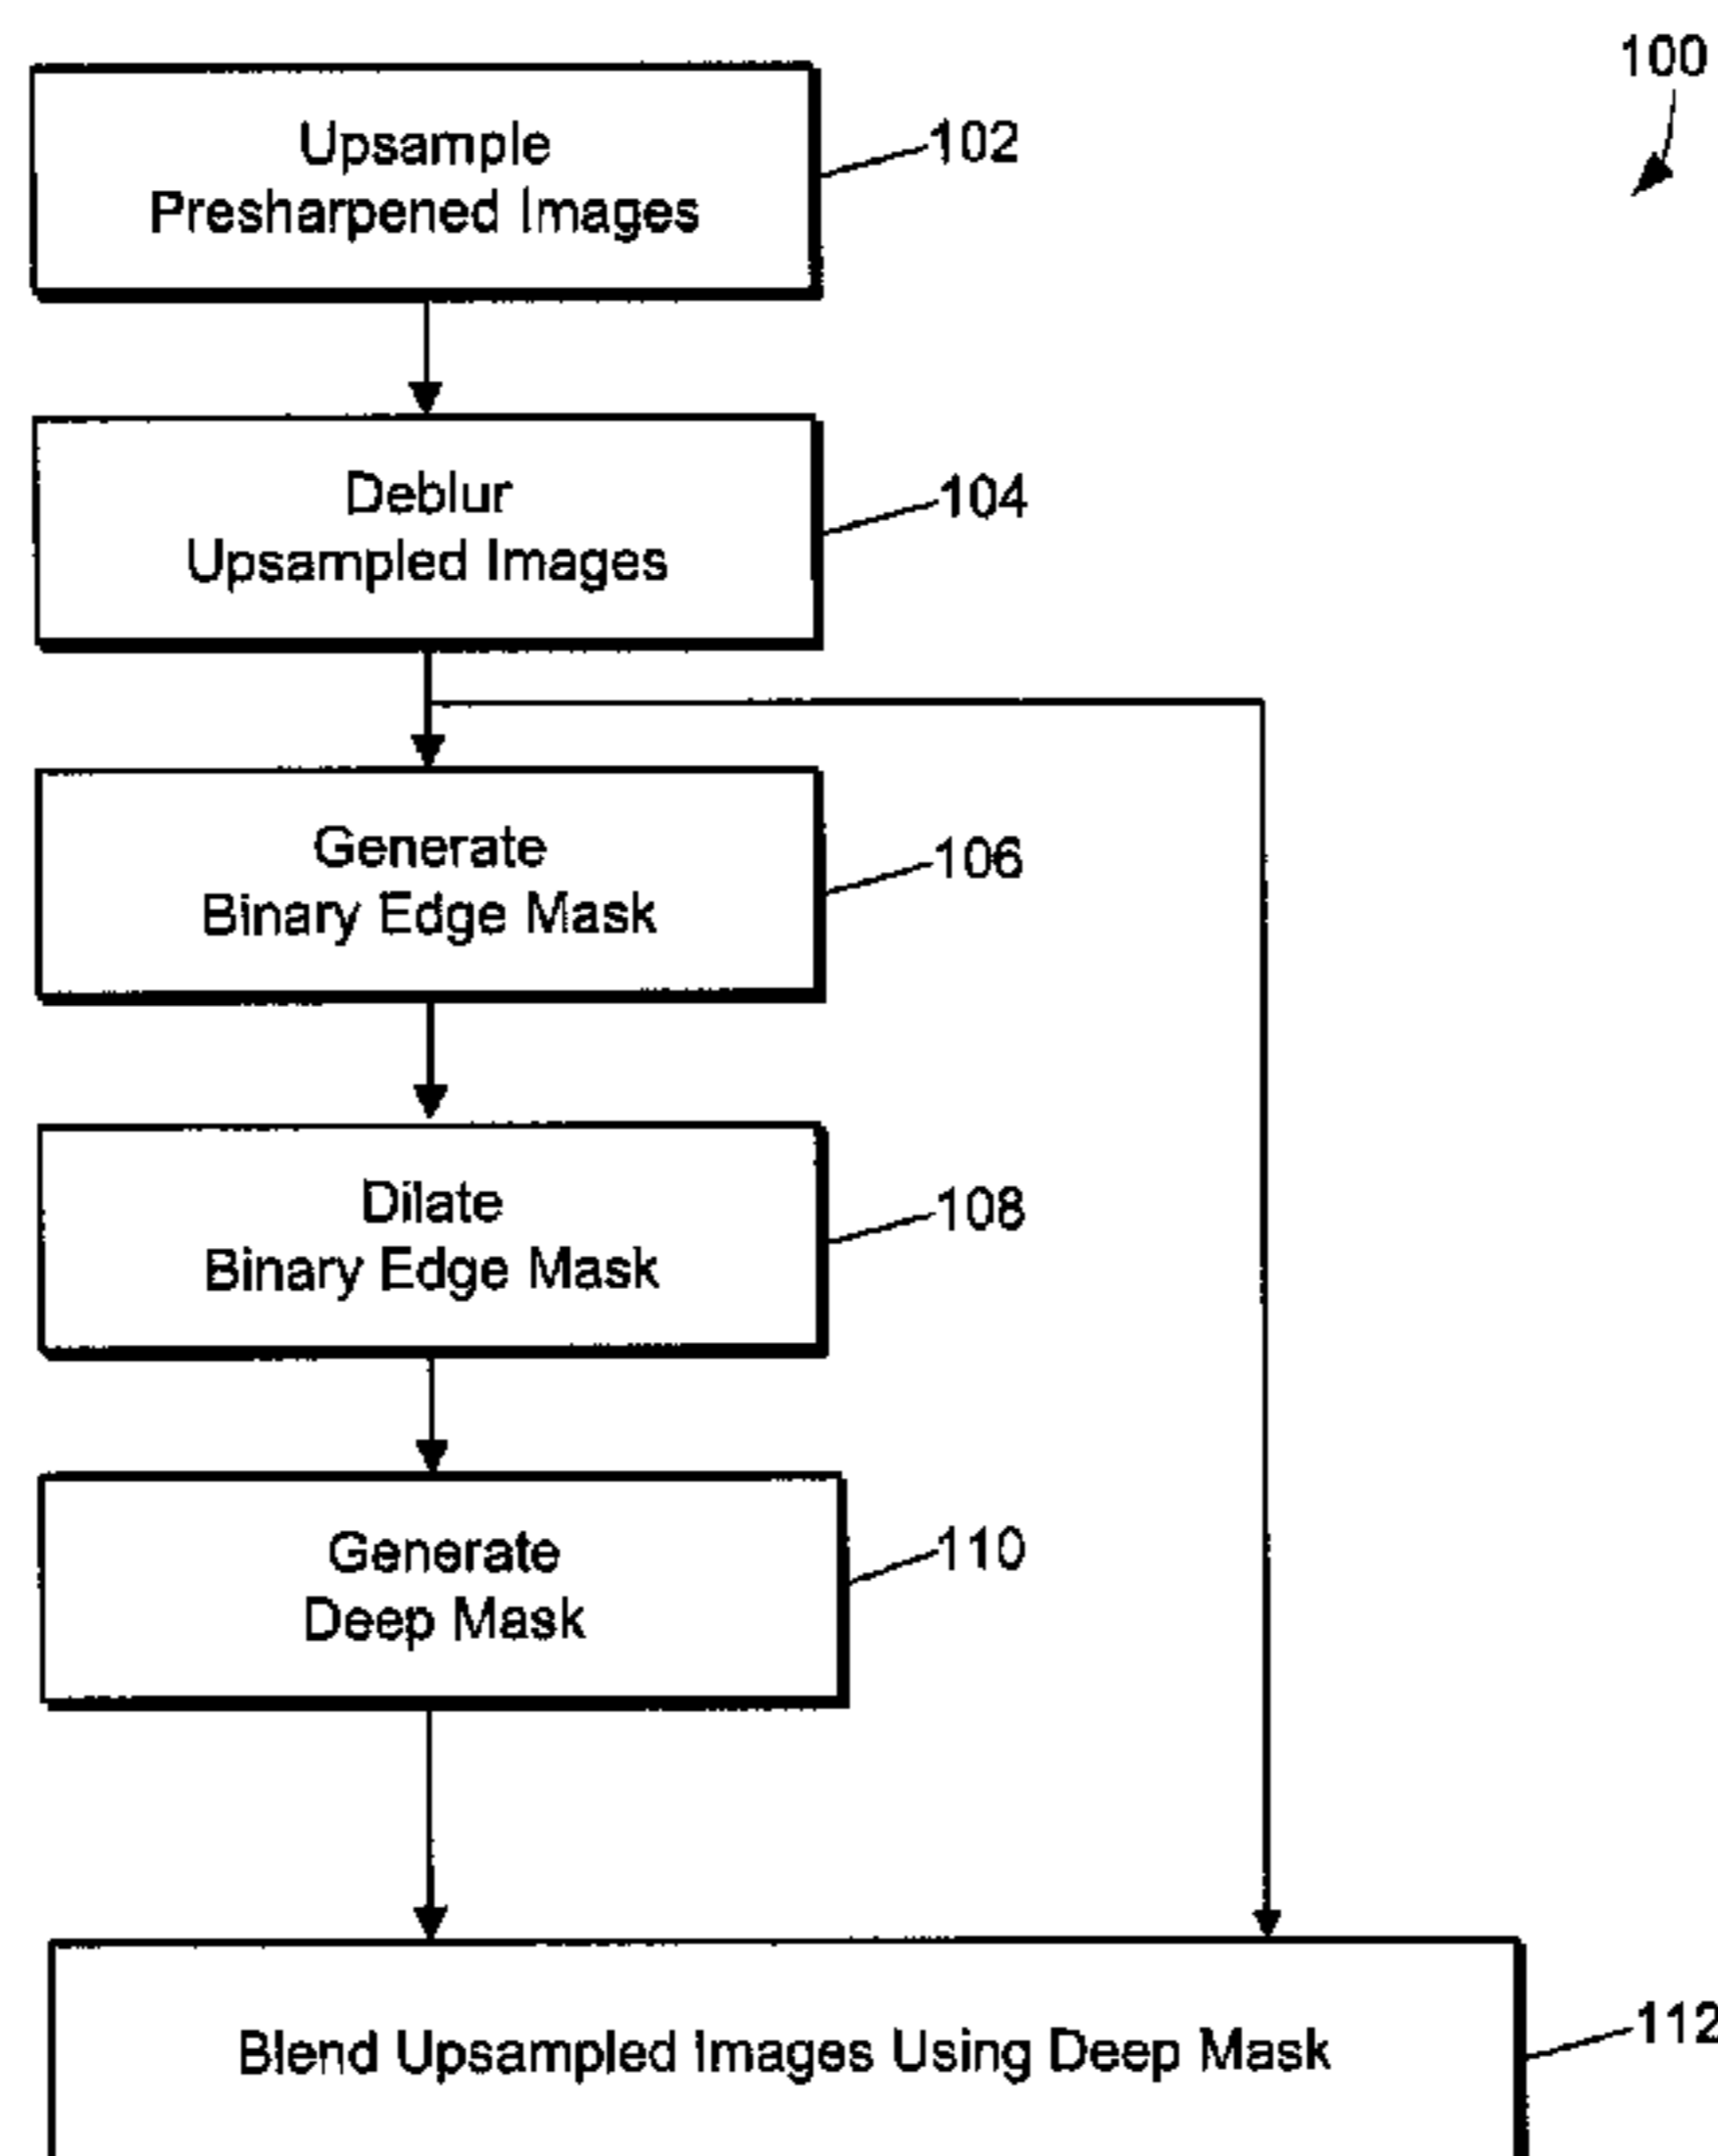 100
Upsample
Presharpened Images
102
Deblur
Upsampled Images
104
Generate
Binary Edge Mask
106
Dilate
Binary Edge Mask
108
Generate
Deep Mask
110
Blend Upsampled Images Using Deep Mask
112